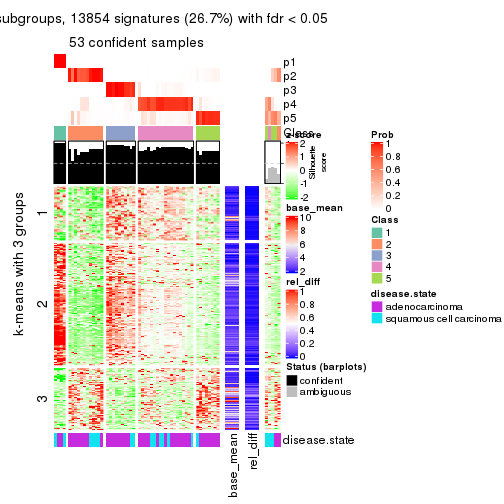 subgroups, 13854 signatures (26.7%) with fdr < 0.05
53 confident samples
p1
p2
p3
p4
p5
Class
Silhouette
score
1
2
3
k-means with 3 groups
base_mean
rel_diff
disease.state
z-score
2
1
0
-1
-2
base_mean
10
8
6
4
2
rel_diff
1
0.8
0.6
0.4
0.2
0
Status (barplots)
confident
ambiguous
Prob
1
0.8
0.6
0.4
0.2
0
Class
1
2
3
4
5
disease.state
adenocarcinoma
squamous cell carcinoma